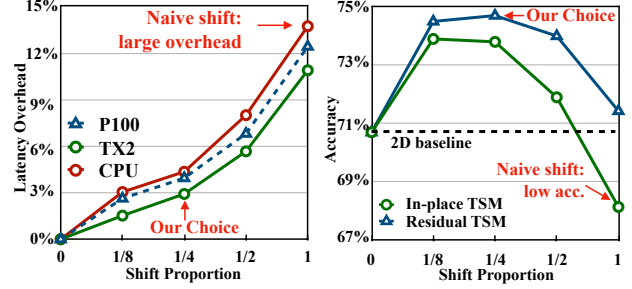 15%
12%
9%
6%
3%
0%
Latency Overhead
Naive shift:
large overhead
P100
TX2
CPU
Our Choice
0
1/8
1/4
1/2
1
Shift Proportion
75%
73%
71%
68%
67%
Accuracy
Our Choice
2D baseline
Naive shift:
low acc.
In-place TSM
Residual TSM
0
1/8
1/4
1/2
1
Shift Proportion